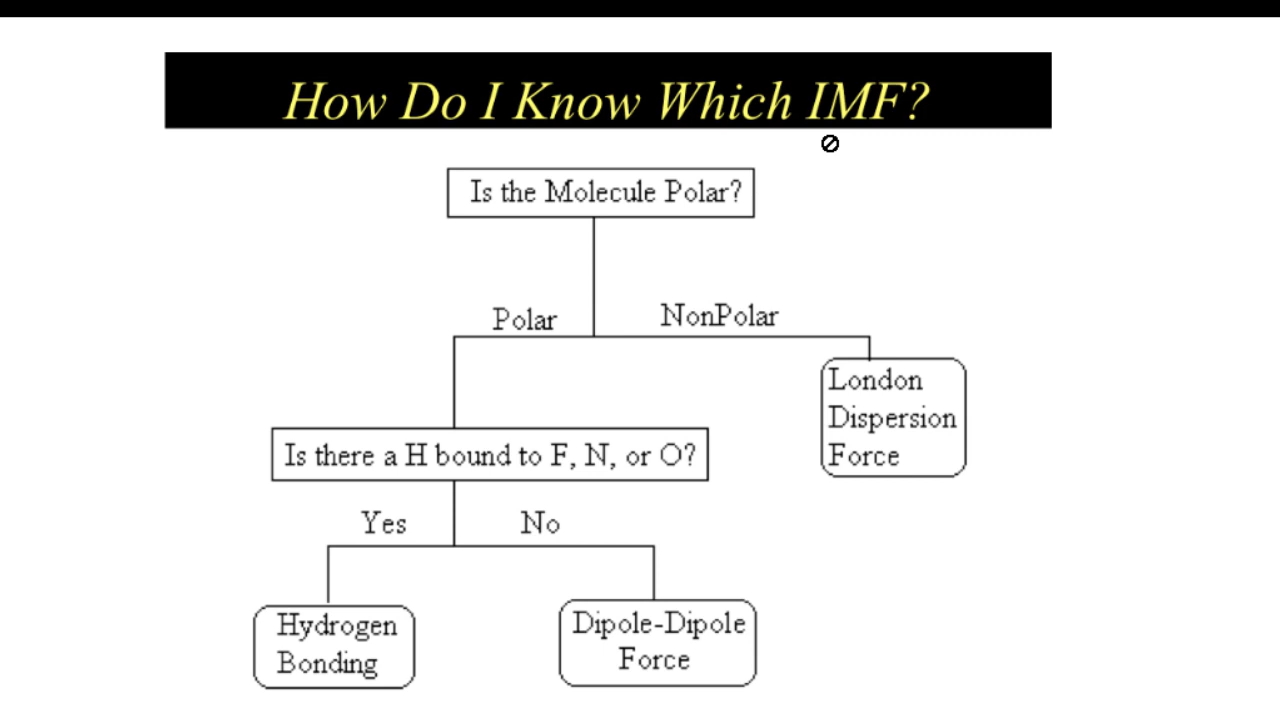 How Do I Know Which IMF?
Is the Molecule Polar?
Polar
NonPolar
London
Dispersion
Force
Is there a H bound to F, N, or O?
Yes
No
Hydrogen
Bonding
Dipole-Dipole
Force